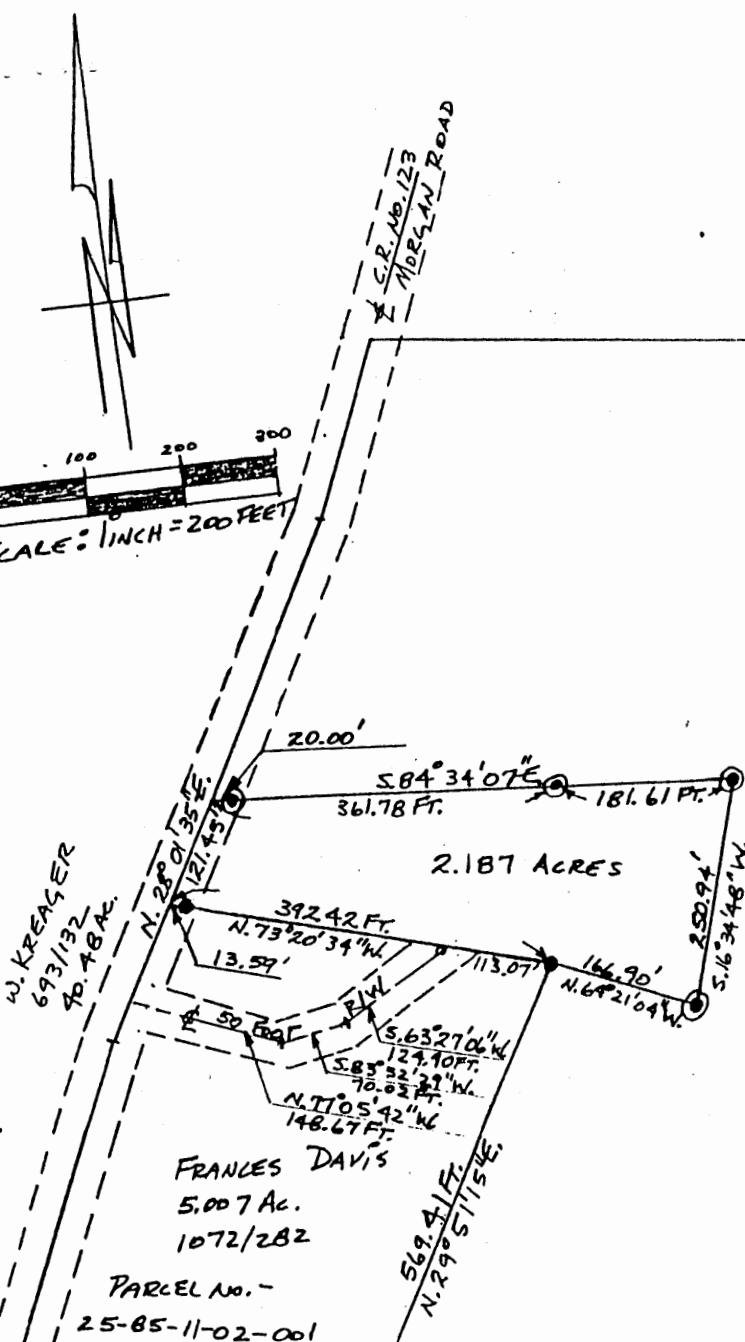 C.R. NO. 123
MORGAN ROAD
100 200 300
SCALE: 1 INCH = 200 FEET
20.00'
S.84°34'07"E
361.78 FT.
181.61 FT.
N. 28° 01' 35" E.
121.45'
2.187 ACRES
250.94'
S.16°34'48"W.
W. KREAGER
693/132
40.48 AC.
392.42 FT.
N.73°20'34"W.
13.59'
113.07'
166.90'
N.64°21'04"W.
50 FOOT
R/W
S.63°27'06"W
124.40 FT.
S.83°32'39"W.
70.02 FT.
N.77°05'42"W
148.67 FT.
FRANCES DAVIS
5.007 AC.
1072/282
569.41 FT.
N.29°51'15"E.
PARCEL NO.-
25-85-11-02-001